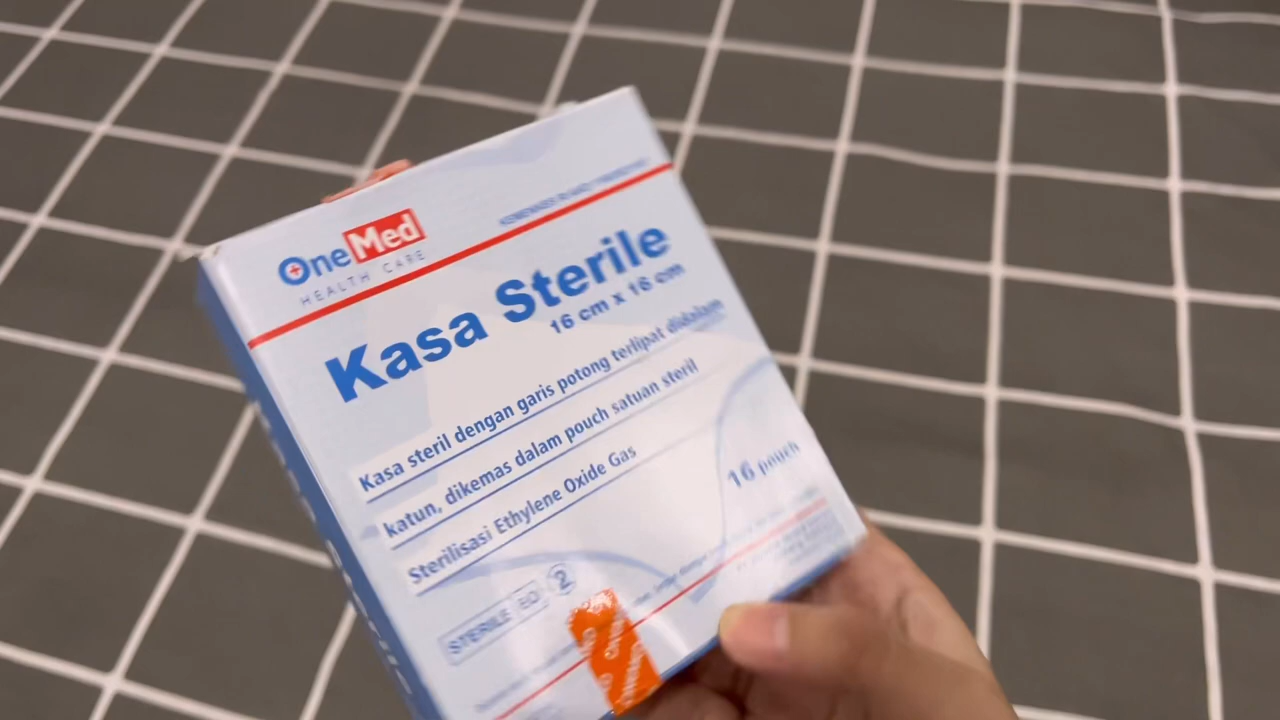 OneMed
HEALTH CARE
Kasa Sterile
16 cm x 16 cm
Kasa steril dengan garis potong terlipat didalam
katun, dikemas dalam pouch satuan steril
Sterilisasi Ethylene Oxide Gas
16 pouch
STERILE EO 2